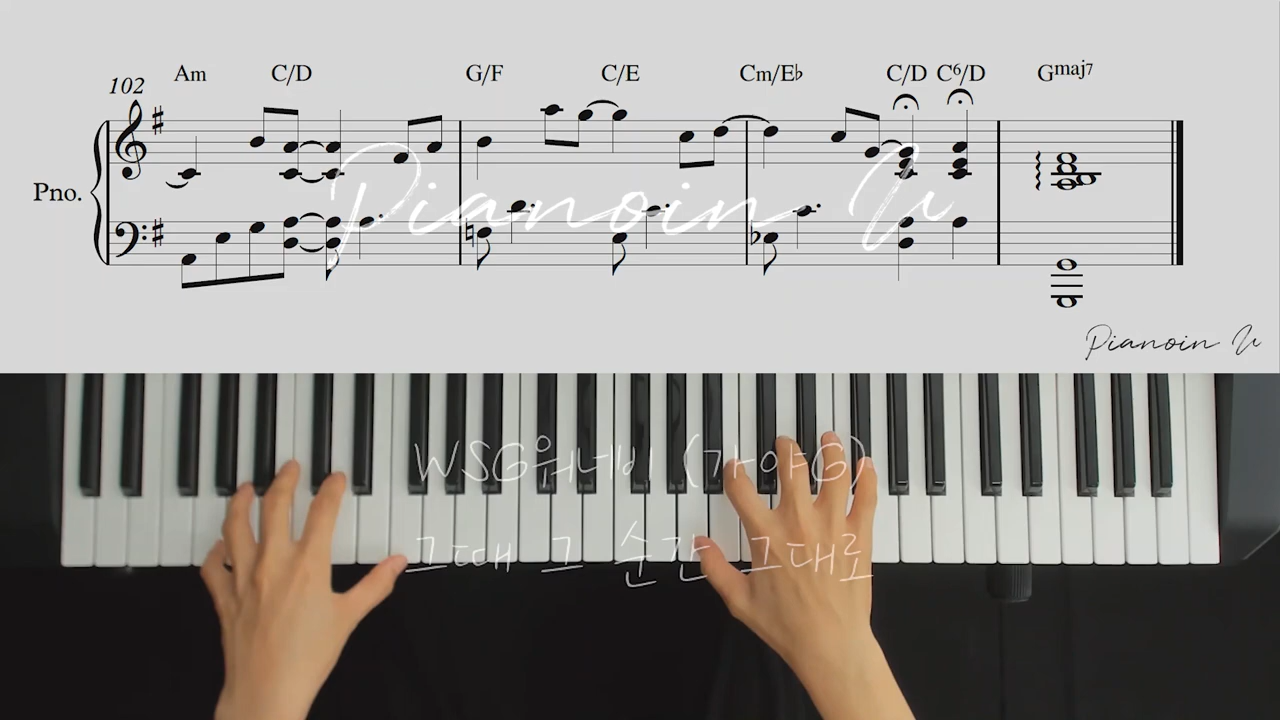 Am C/D G/F C/E Cm/E♭ C/D C6/D Gmaj7
102
Pno.
Pianoin U
Pianoin U
WSG워너비 (가야G)
그때 그 순간 그대로